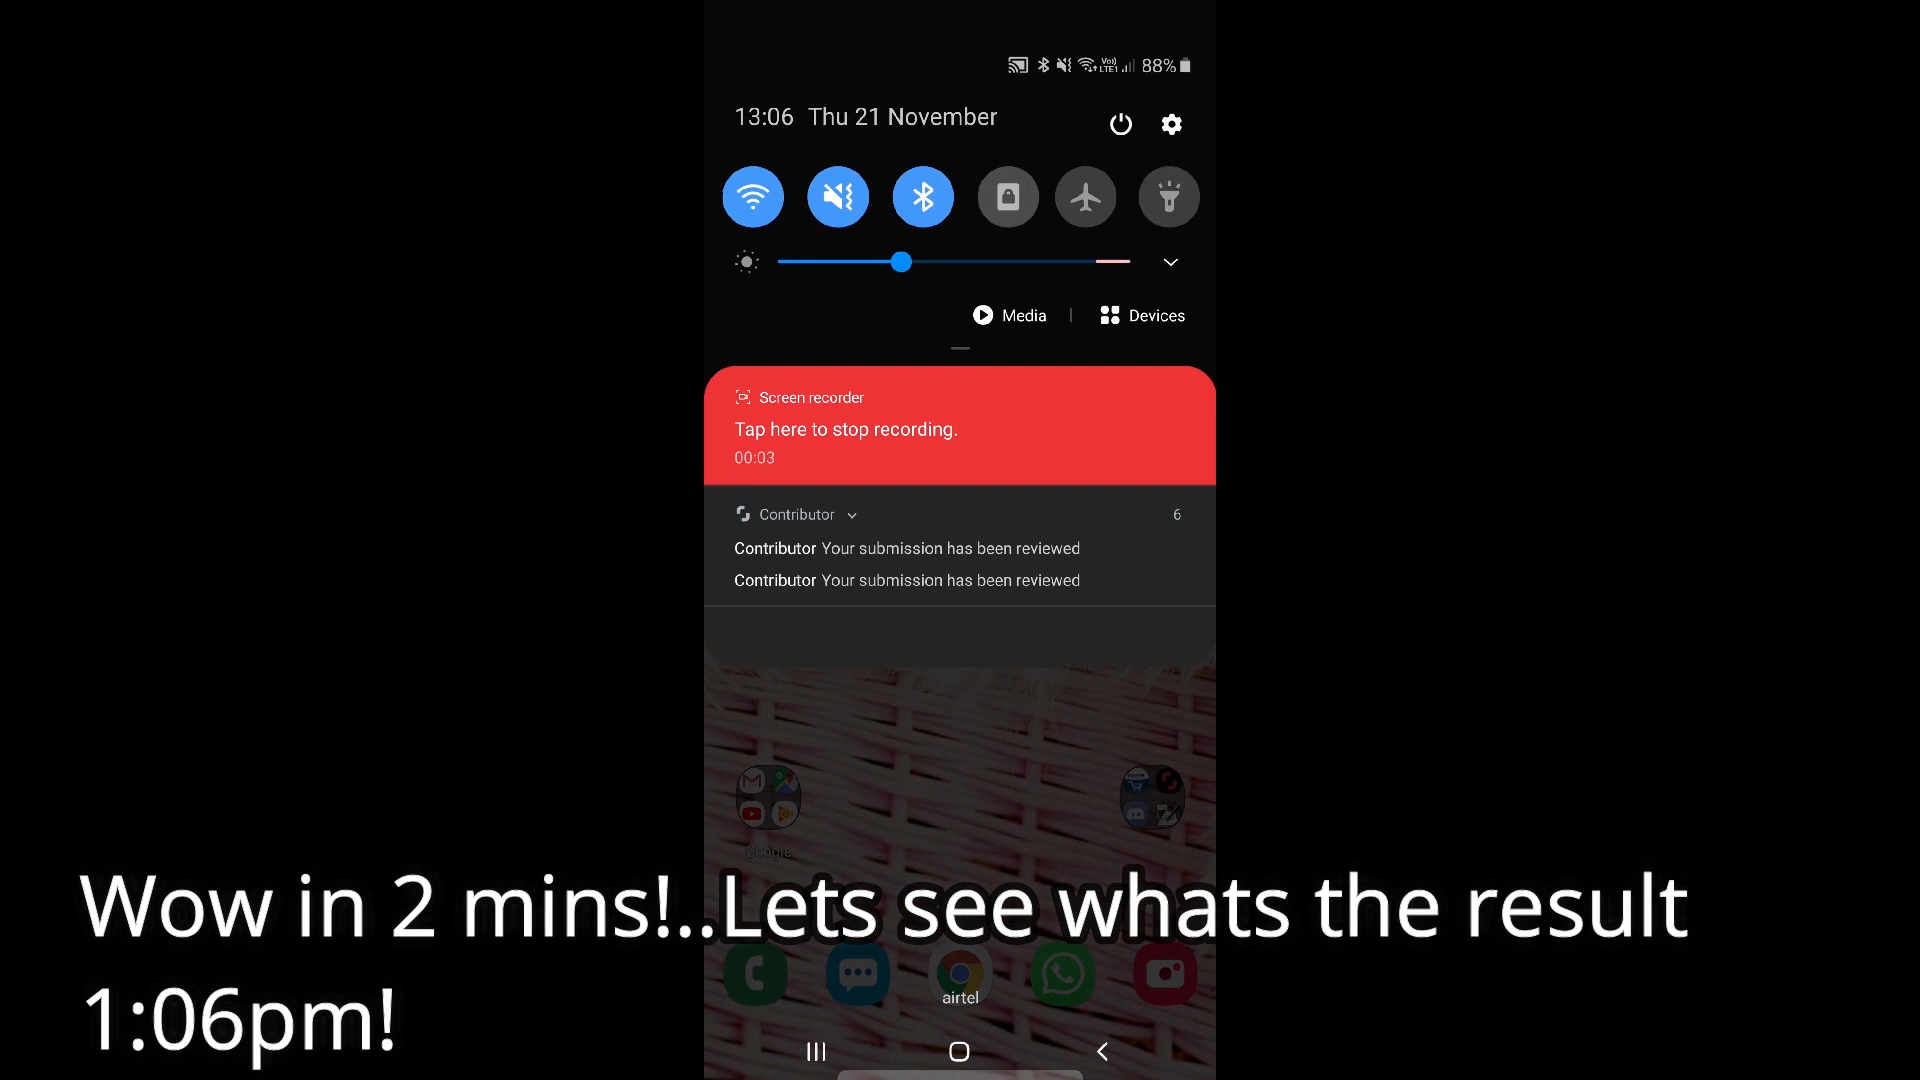 Vo))
LTE1
88%
13:06 Thu 21 November
Media | Devices
Screen recorder
Tap here to stop recording.
00:03
Contributor 6
Contributor Your submission has been reviewed
Contributor Your submission has been reviewed
Google
Wow in 2 mins!..Lets see whats the result
1:06pm!
airtel